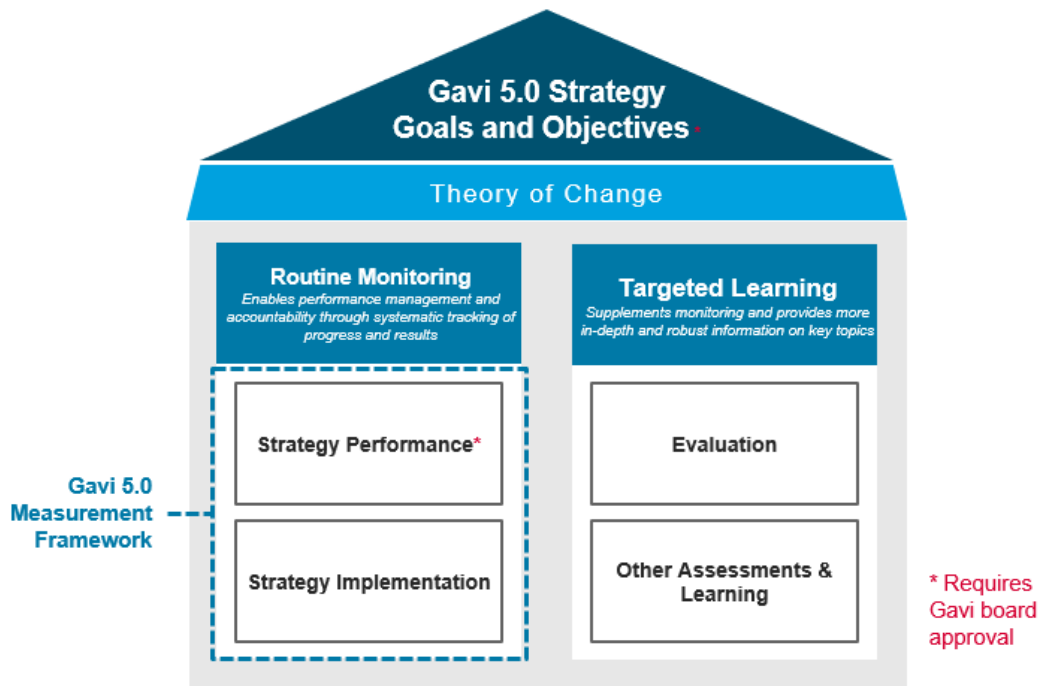 Gavi 5.0 Strategy
Goals and Objectives*
Theory of Change
Routine Monitoring
Enables performance management and
accountability through systematic tracking of
progress and results
Strategy Performance*
Strategy Implementation
Targeted Learning
Supplements monitoring and provides more
in-depth and robust information on key topics
Evaluation
Other Assessments &
Learning
Gavi 5.0
Measurement
Framework
* Requires
Gavi board
approval